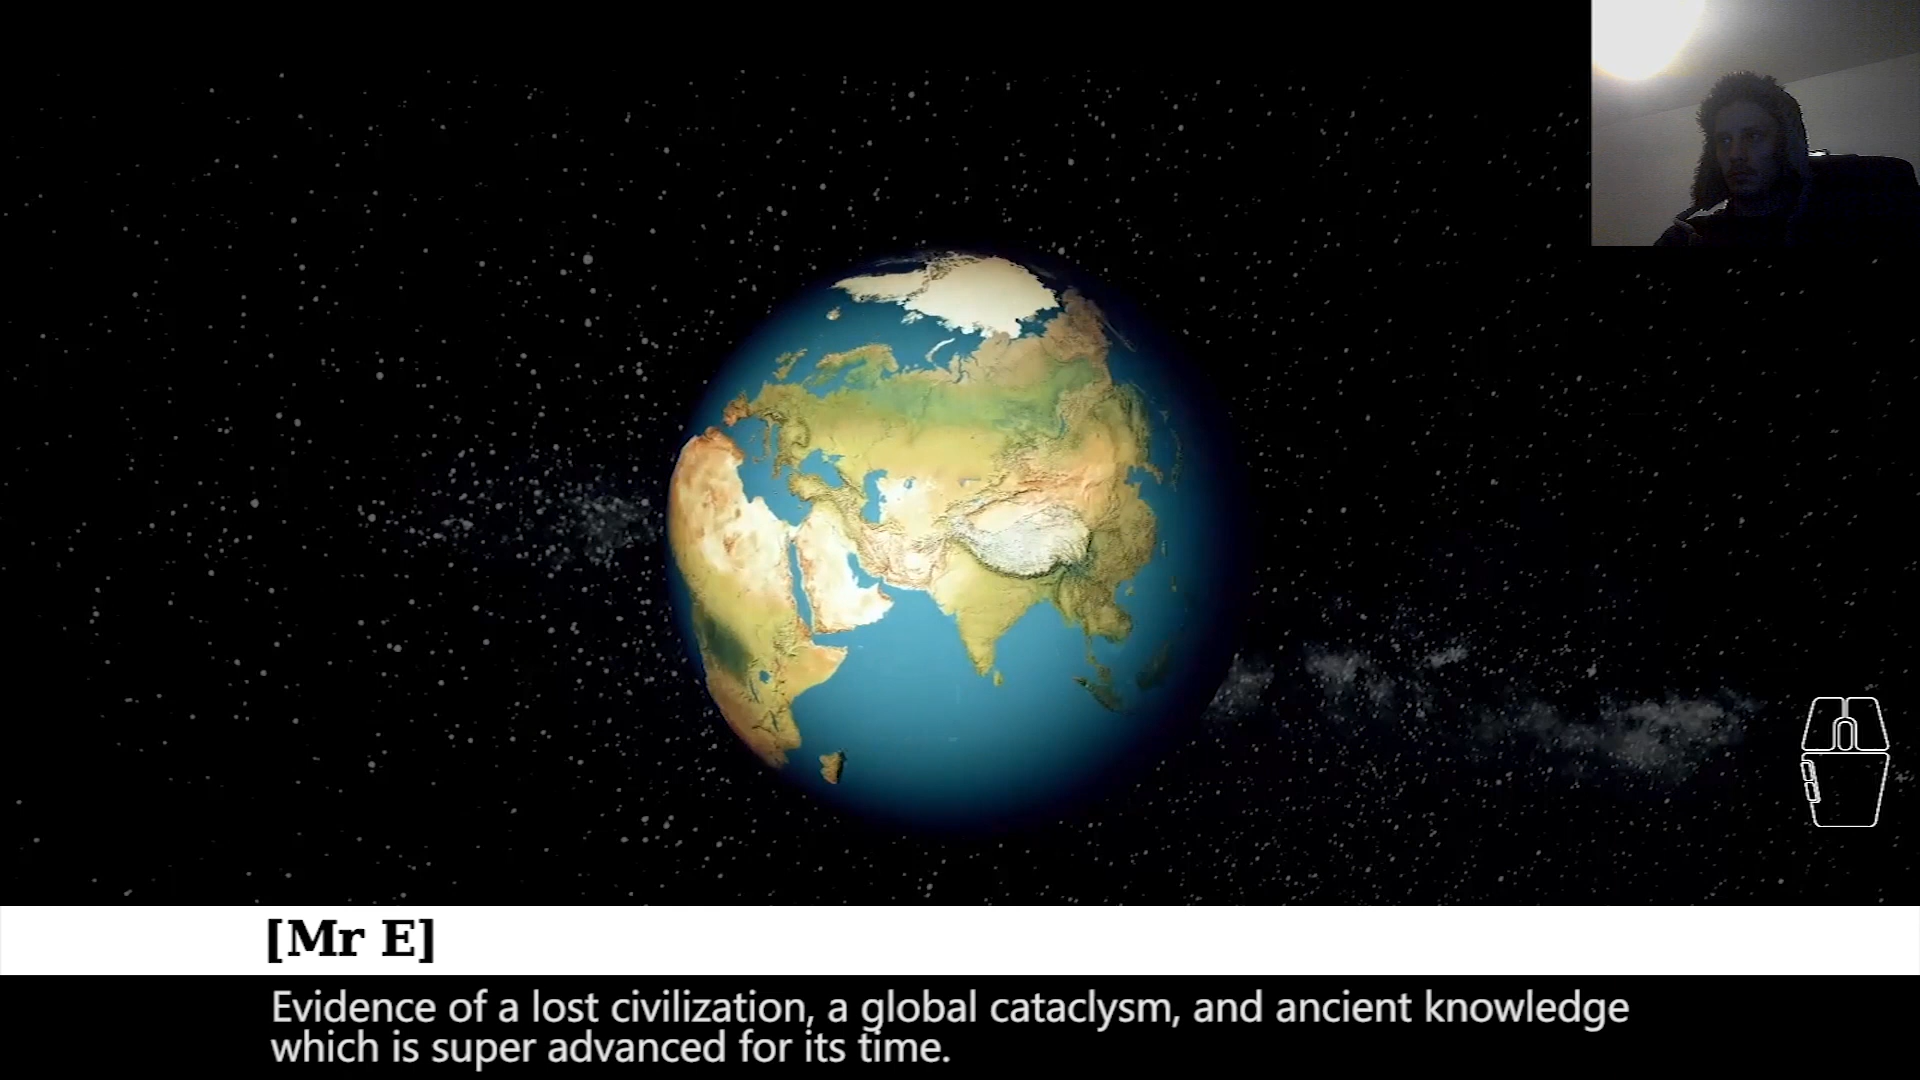 [Mr E]
Evidence of a lost civilization, a global cataclysm, and ancient knowledge
which is super advanced for its time.